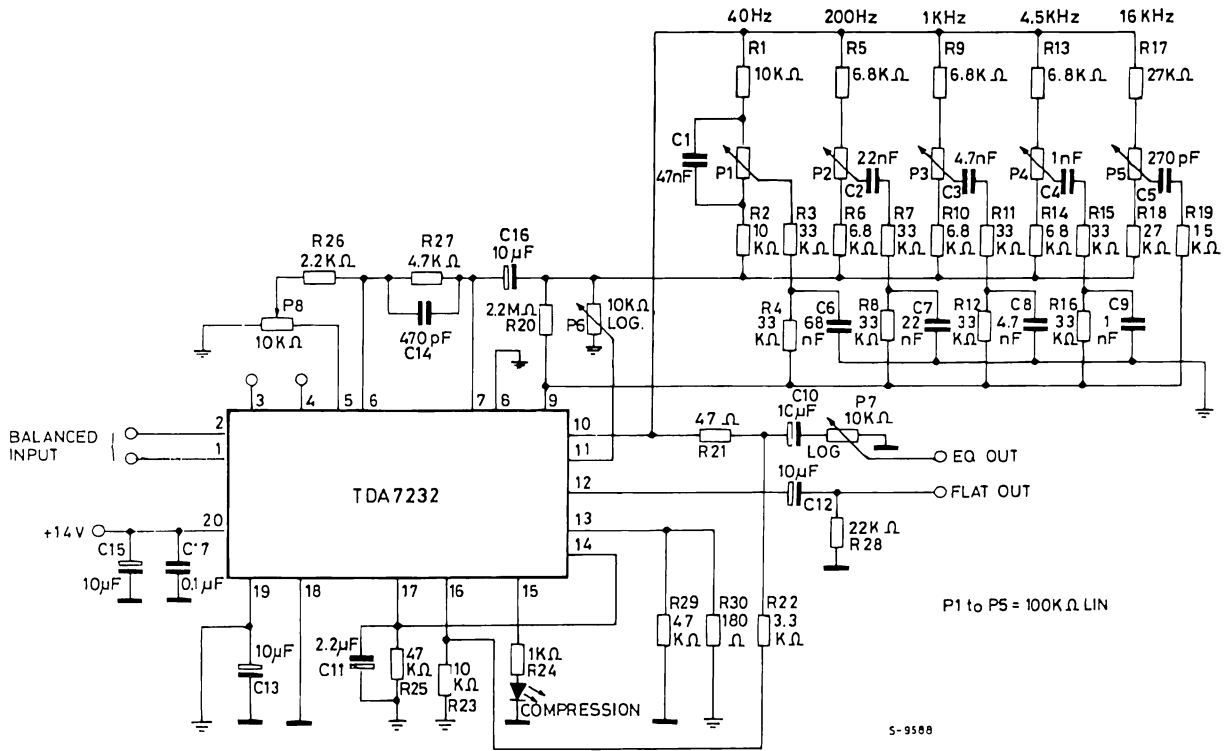 40Hz 200Hz 1KHz 4.5KHz 16KHz
R1 R5 R9 R13 R17
10KΩ 6.8KΩ 6.8KΩ 6.8KΩ 27KΩ
C1 22nF 4.7nF 1nF 270pF
47nF P1 P2 C2 P3 C3 P4 C4 P5 C5
R2 R3 R6 R7 R10 R11 R14 R15 R18 R19
10 33 6.8 33 6.8 33 6.8 33 27 15
KΩ KΩ KΩ KΩ KΩ KΩ KΩ KΩ KΩ KΩ
R26 R27 C16
2.2KΩ 4.7KΩ 10µF
P8 2.2MΩ 10KΩ
R20 P6 LOG.
10KΩ 470pF
C14
R4 C6 R8 C7 R12 C8 R16 C9
33 68 33 22 33 4.7 33 1
KΩ nF KΩ nF KΩ nF KΩ nF
3 4 5 6 7 8 9
2 10 47Ω C10 P7
R21 10µF 10KΩ
BALANCED
INPUT
1 11 LOG EQ OUT
TDA7232
12 10µF FLAT OUT
C12
20 13
+14V 14 22KΩ
R28
C15 C17
10µF 0.1µF
19 18 17 16 15
R29 R30 R22
47 180 3.3
KΩ Ω KΩ
P1 to P5 = 100KΩ LIN
10µF 2.2µF 47 10 1KΩ
C13 C11 KΩ KΩ R24
R25 R23 COMPRESSION
S-9588